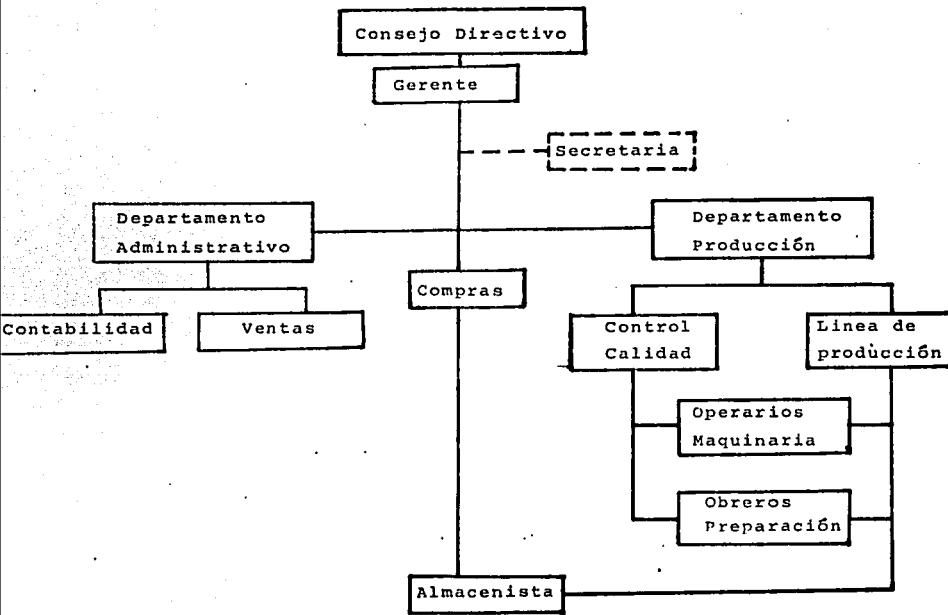 Consejo Directivo
Gerente
Secretaria
Departamento
Administrativo
Departamento
Producción
Compras
Contabilidad
Ventas
Control
Calidad
Linea de
producción
Operarios
Maquinaria
Obreros
Preparación
Almacenista